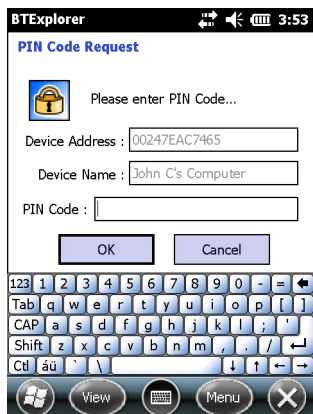 BTExplorer 3:53
PIN Code Request
Please enter PIN Code...
Device Address : 00247EAC7465
Device Name : John C's Computer
PIN Code :
OK Cancel
123 1 2 3 4 5 6 7 8 9 0 - =
Tab q w e r t y u i o p [ ]
CAP a s d f g h j k l ; '
Shift z x c v b n m , . /
Ctl áü ` \
View Menu